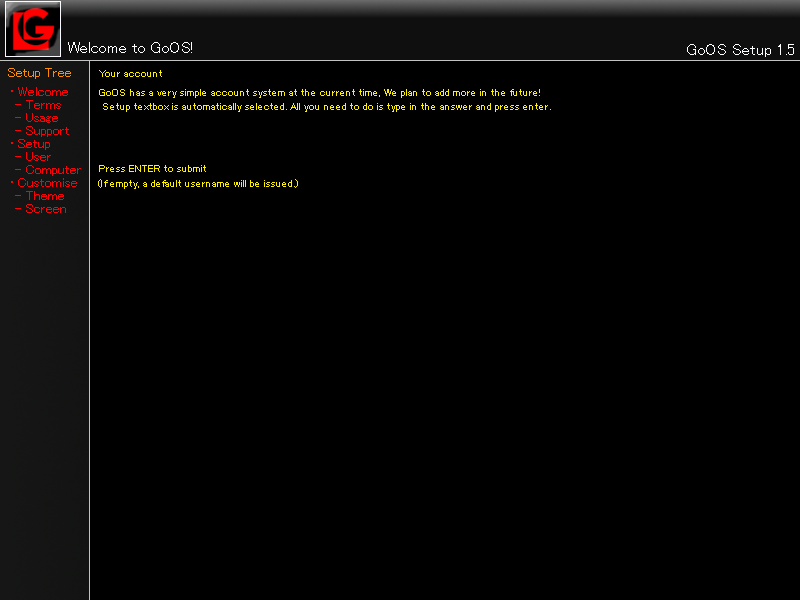 G
Welcome to GoOS!
GoOS Setup 1.5
Setup Tree
· Welcome
- Terms
- Usage
- Support
· Setup
- User
- Computer
· Customise
- Theme
- Screen
Your account
GoOS has a very simple account system at the current time, We plan to add more in the future!
Setup textbox is automatically selected. All you need to do is type in the answer and press enter.
Press ENTER to submit
(If empty, a default username will be issued.)